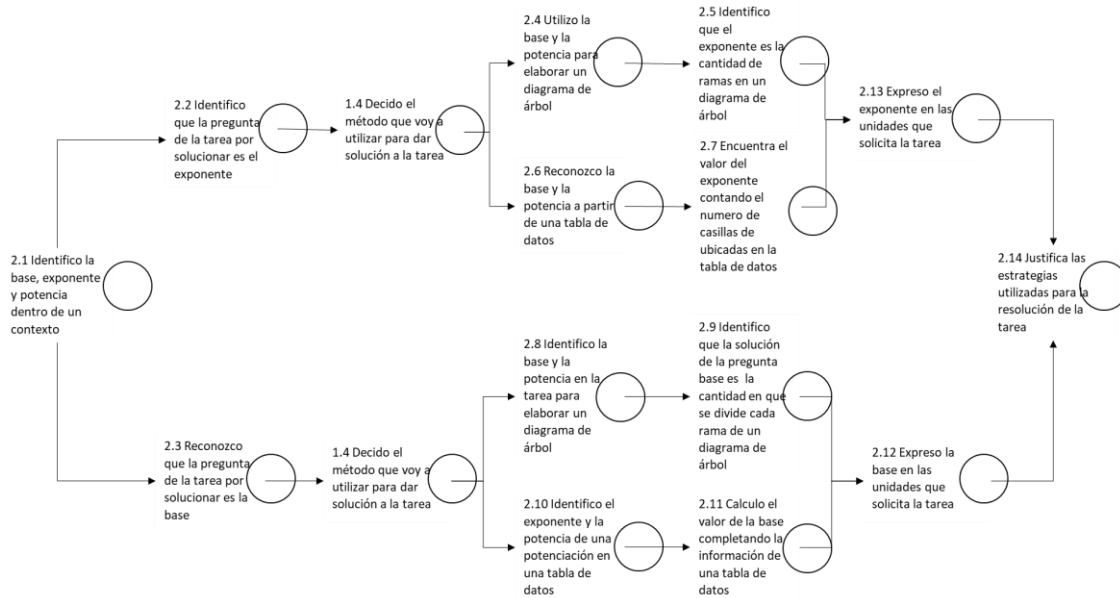 2.4 Utilizo la
base y la
potencia para
elaborar un
diagrama de
árbol
2.5 Identifico
que el
exponente es la
cantidad de
ramas en un
diagrama de
árbol
2.2 Identifico
que la pregunta
de la tarea por
solucionar es el
exponente
1.4 Decido el
método que voy a
utilizar para dar
solución a la tarea
2.13 Expreso el
exponente en las
unidades que
solicita la tarea
2.6 Reconozco la
base y la
potencia a partir
de una tabla de
datos
2.7 Encuentra el
valor del
exponente
contando el
numero de
casillas de
ubicadas en la
tabla de datos
2.1 Identifico la
base, exponente
y potencia
dentro de un
contexto
2.14 Justifica las
estrategias
utilizadas para la
resolución de la
tarea
2.8 Identifico la
base y la
potencia en la
tarea para
elaborar un
diagrama de
árbol
2.9 Identifico
que la solución
de la pregunta
base es la
cantidad en que
se divide cada
rama de un
diagrama de
árbol
2.3 Reconozco
que la pregunta
de la tarea por
solucionar es la
base
1.4 Decido el
método que voy a
utilizar para dar
solución a la tarea
2.12 Expreso la
base en las
unidades que
solicita la tarea
2.10 Identifico el
exponente y la
potencia de una
potenciación en
una tabla de
datos
2.11 Calculo el
valor de la base
completando la
información de
una tabla de
datos